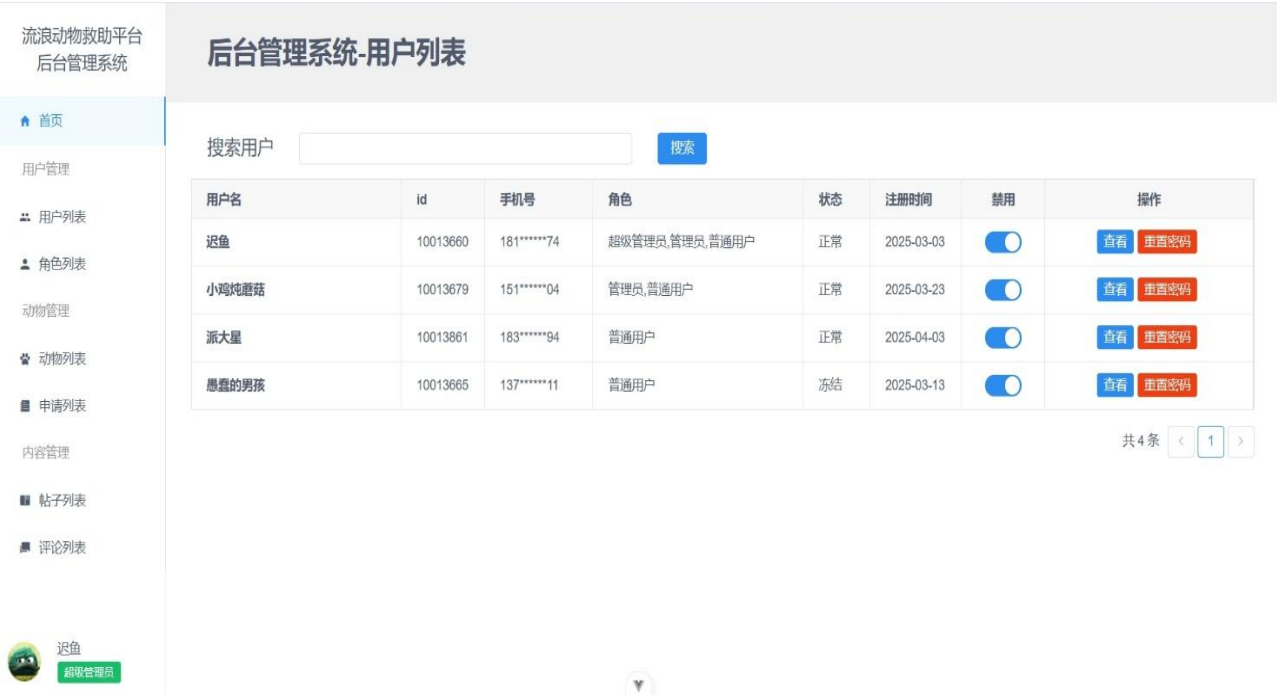 流浪动物救助平台
后台管理系统
首页
用户管理
用户列表
角色列表
动物管理
动物列表
申请列表
内容管理
帖子列表
评论列表
迟鱼
超级管理员
后台管理系统-用户列表
搜索用户 搜索
用户名 id 手机号 角色 状态 注册时间 禁用 操作
迟鱼 10013660 181******74 超级管理员,管理员,普通用户 正常 2025-03-03 查看 重置密码
小鸡炖蘑菇 10013679 151******04 管理员,普通用户 正常 2025-03-23 查看 重置密码
派大星 10013861 183******94 普通用户 正常 2025-04-03 查看 重置密码
愚蠢的男孩 10013665 137******11 普通用户 冻结 2025-03-13 查看 重置密码
共 4 条 < 1 >